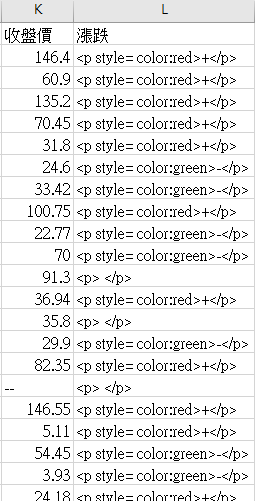 K L
收盤價 漲跌
146.4 <p style= color:red>+</p>
60.9 <p style= color:red>+</p>
135.2 <p style= color:red>+</p>
70.45 <p style= color:red>+</p>
31.8 <p style= color:red>+</p>
24.6 <p style= color:green>-</p>
33.42 <p style= color:green>-</p>
100.75 <p style= color:red>+</p>
22.77 <p style= color:green>-</p>
70 <p style= color:green>-</p>
91.3 <p> </p>
36.94 <p style= color:red>+</p>
35.8 <p> </p>
29.9 <p style= color:green>-</p>
82.35 <p style= color:red>+</p>
-- <p> </p>
146.55 <p style= color:red>+</p>
5.11 <p style= color:red>+</p>
54.45 <p style= color:green>-</p>
3.93 <p style= color:green>-</p>
24.18 <p style= color:red>+</p>